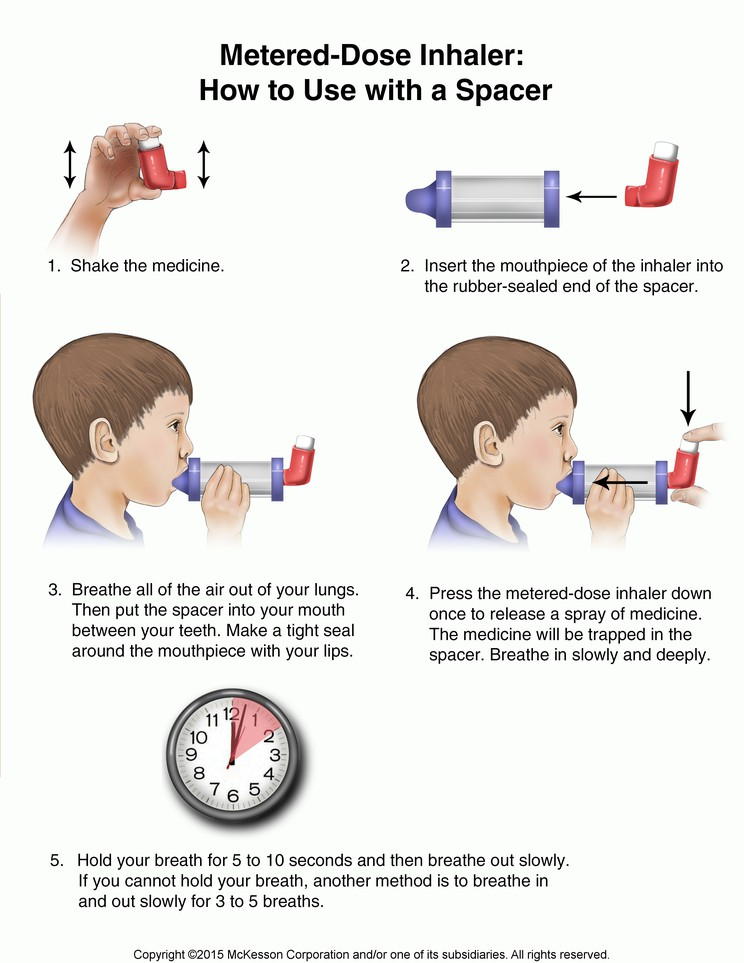 Metered-Dose Inhaler:
How to Use with a Spacer
1. Shake the medicine.
2. Insert the mouthpiece of the inhaler into
the rubber-sealed end of the spacer.
3. Breathe all of the air out of your lungs.
Then put the spacer into your mouth
between your teeth. Make a tight seal
around the mouthpiece with your lips.
4. Press the metered-dose inhaler down
once to release a spray of medicine.
The medicine will be trapped in the
spacer. Breathe in slowly and deeply.
12
1
2
3
4
5
6
7
8
9
10
11
5. Hold your breath for 5 to 10 seconds and then breathe out slowly.
If you cannot hold your breath, another method is to breathe in
and out slowly for 3 to 5 breaths.
Copyright ©2015 McKesson Corporation and/or one of its subsidiaries. All rights reserved.